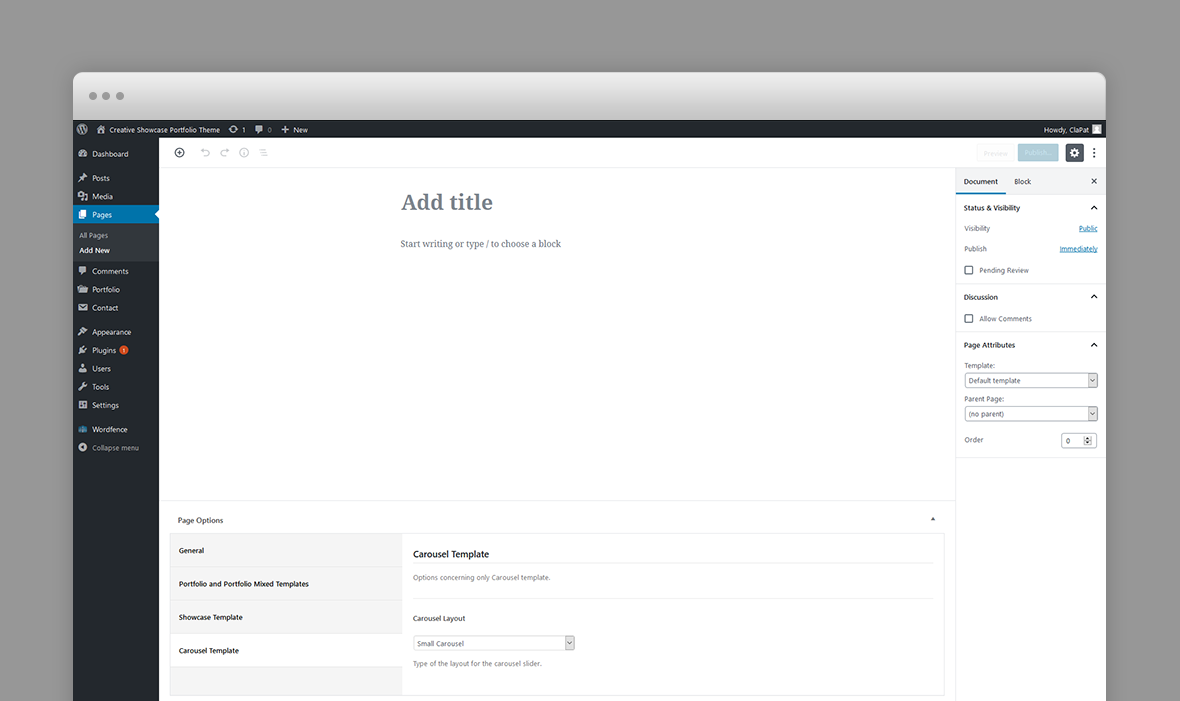 Creative Showcase Portfolio Theme 1 0 New Howdy, ClaPat
Dashboard
Posts
Media
Pages
All Pages
Add New
Comments
Portfolio
Contact
Appearance
Plugins 1
Users
Tools
Settings
Wordfence
Collapse menu
Preview Publish...
Add title
Start writing or type / to choose a block
Document Block
Status & Visibility
Visibility Public
Publish Immediately
Pending Review
Discussion
Allow Comments
Page Attributes
Template:
Default template
Parent Page:
(no parent)
Order 0
Page Options
General
Portfolio and Portfolio Mixed Templates
Showcase Template
Carousel Template
Carousel Template
Options concerning only Carousel template.
Carousel Layout
Small Carousel
Type of the layout for the carousel slider.